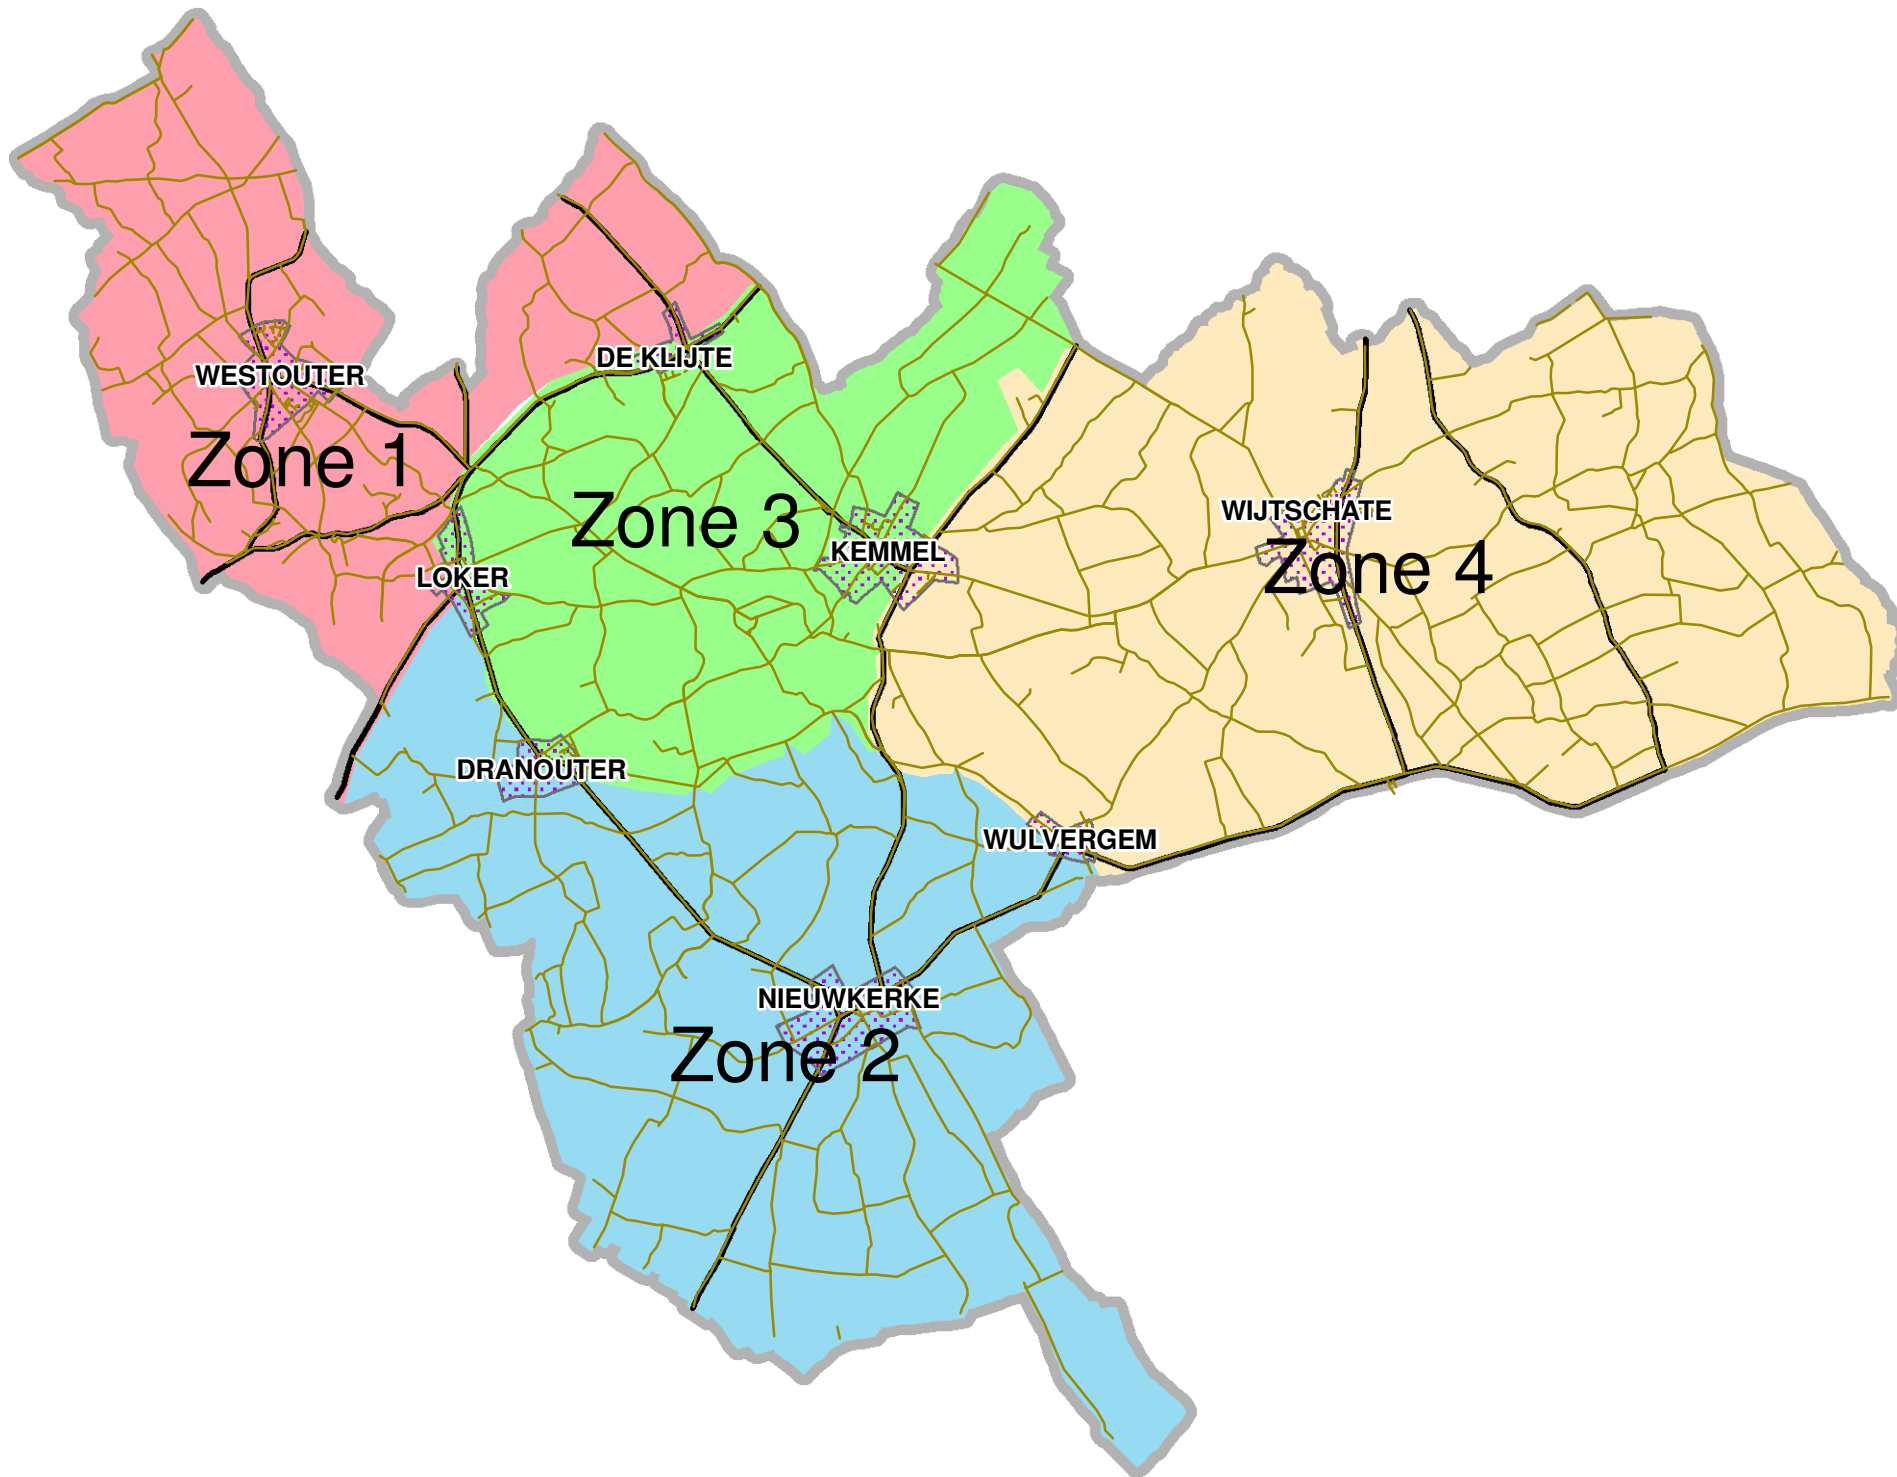 DE KLIJTE
WESTOUTER
Zone 1
Zone 3
WIJTSCHATE
KEMMEL
Zone 4
LOKER
DRANOUTER
WULVERGEM
NIEUWKERKE
Zone 2